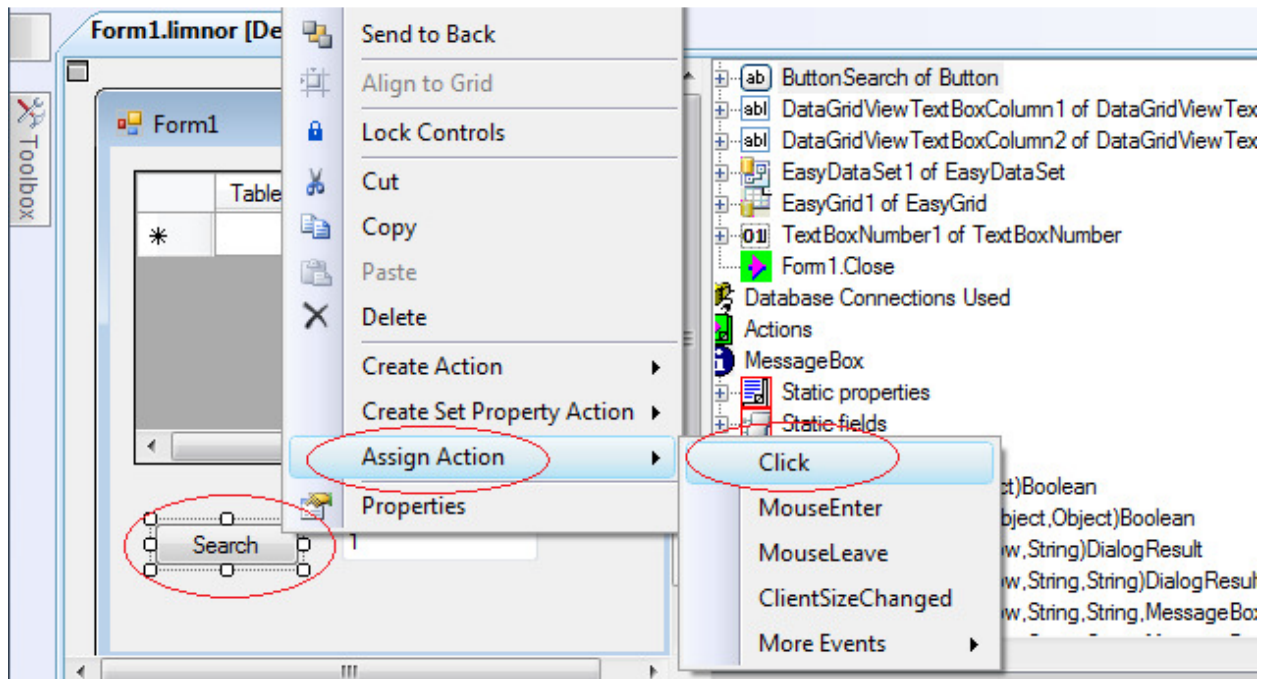 Form1.limnor [De
Toolbox
Form1
Table
Search
1
Send to Back
Align to Grid
Lock Controls
Cut
Copy
Paste
Delete
Create Action
Create Set Property Action
Assign Action
Properties
Click
MouseEnter
MouseLeave
ClientSizeChanged
More Events
ButtonSearch of Button
DataGridViewTextBoxColumn1 of DataGridViewTex
DataGridViewTextBoxColumn2 of DataGridViewTex
EasyDataSet1 of EasyDataSet
EasyGrid1 of EasyGrid
TextBoxNumber1 of TextBoxNumber
Form1.Close
Database Connections Used
Actions
MessageBox
Static properties
Static fields
ct)Boolean
bject,Object)Boolean
ow,String)DialogResult
ow,String,String)DialogResul
ow,String,String,MessageBo